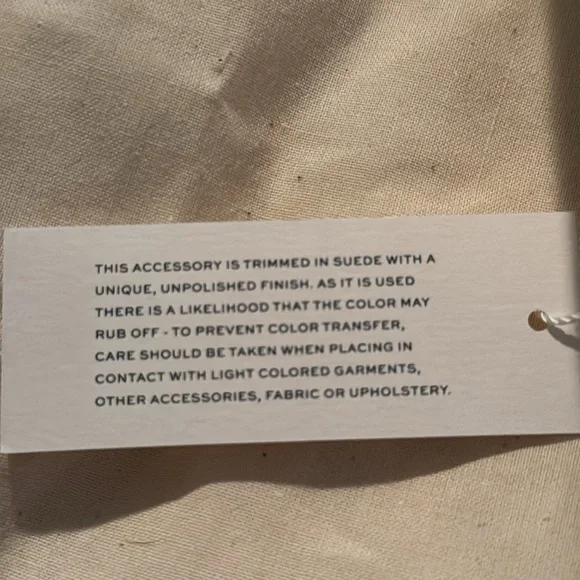 THIS ACCESSORY IS TRIMMED IN SUEDE WITH A
UNIQUE, UNPOLISHED FINISH. AS IT IS USED
THERE IS A LIKELIHOOD THAT THE COLOR MAY
RUB OFF - TO PREVENT COLOR TRANSFER,
CARE SHOULD BE TAKEN WHEN PLACING IN
CONTACT WITH LIGHT COLORED GARMENTS,
OTHER ACCESSORIES, FABRIC OR UPHOLSTERY.